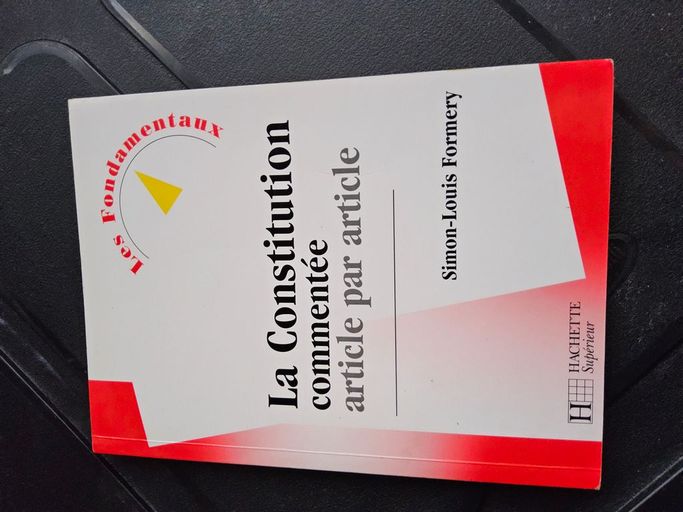 Les Fondamentaux
La Constitution
commentée
article par article
Simon-Louis Formery
H HACHETTE
Supérieur